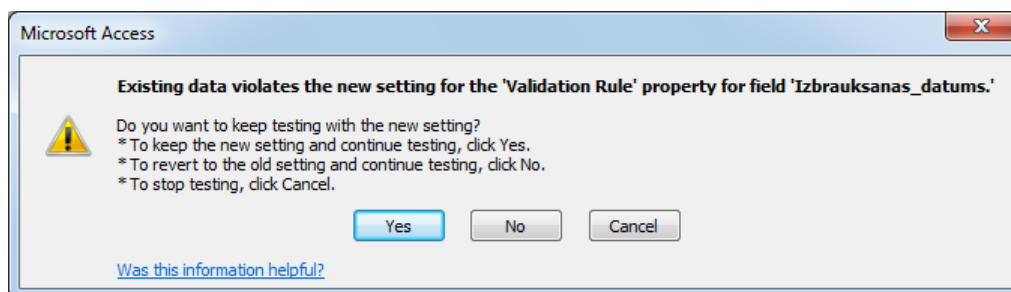 Microsoft Access
Existing data violates the new setting for the 'Validation Rule' property for field 'Izbrauksanas_datums.'
Do you want to keep testing with the new setting?
* To keep the new setting and continue testing, click Yes.
* To revert to the old setting and continue testing, click No.
* To stop testing, click Cancel.
Yes No Cancel
Was this information helpful?